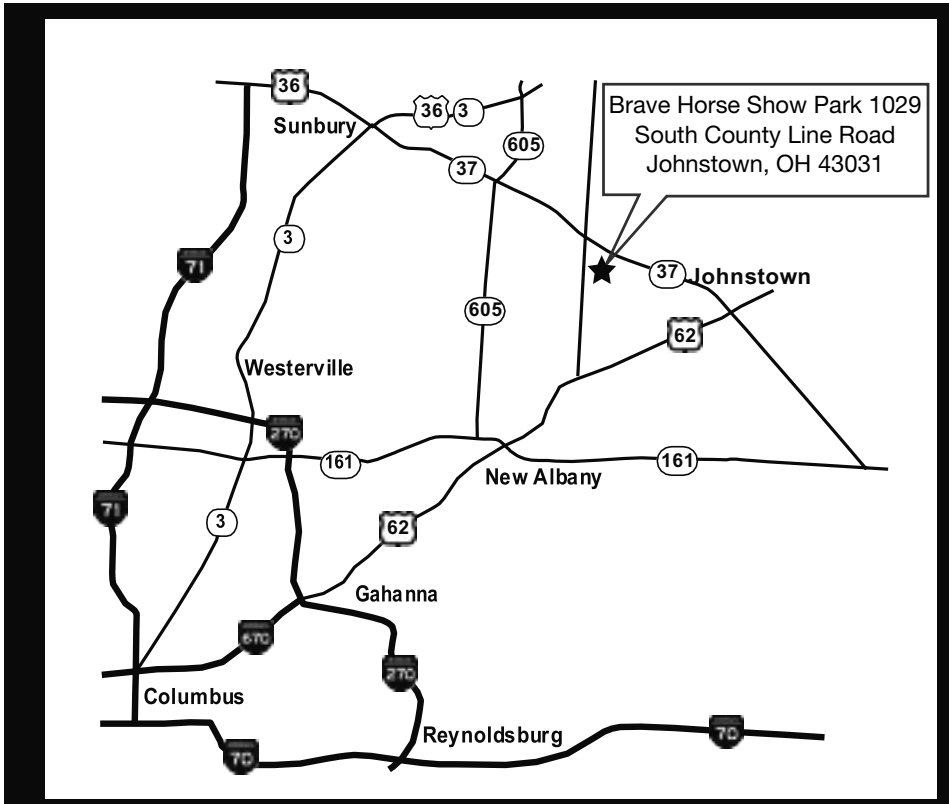 36
Sunbury
36
3
605
37
Brave Horse Show Park 1029
South County Line Road
Johnstown, OH 43031
3
71
37
Johnstown
605
62
Westerville
270
161
New Albany
161
71
3
62
Gahanna
670
270
Columbus
Reynoldsburg
70
70